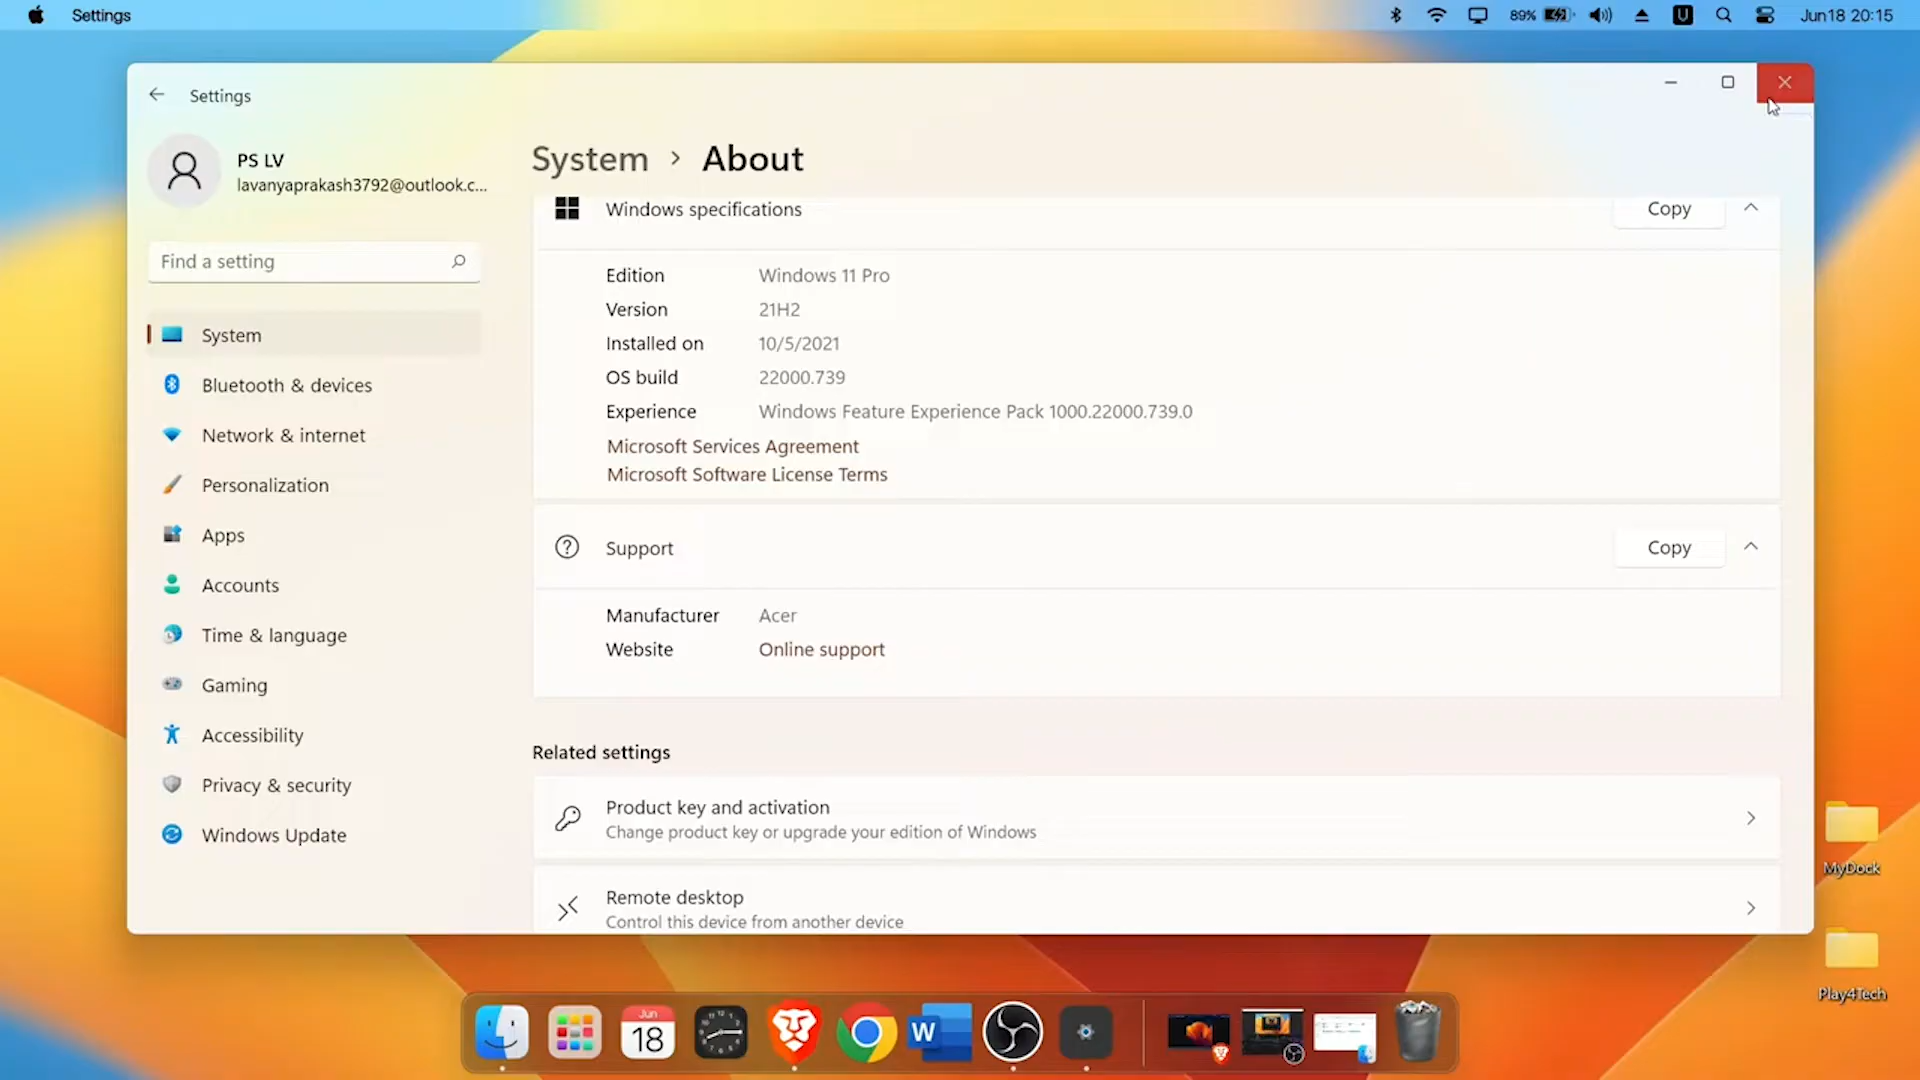 Settings
89%
U
Jun18 20:15
Settings
PS LV
lavanyaprakash3792@outlook.c...
Find a setting
System
Bluetooth & devices
Network & internet
Personalization
Apps
Accounts
Time & language
Gaming
Accessibility
Privacy & security
Windows Update
System > About
Windows specifications
Copy
Edition Windows 11 Pro
Version 21H2
Installed on 10/5/2021
OS build 22000.739
Experience Windows Feature Experience Pack 1000.22000.739.0
Microsoft Services Agreement
Microsoft Software License Terms
Support
Copy
Manufacturer Acer
Website Online support
Related settings
Product key and activation
Change product key or upgrade your edition of Windows
Remote desktop
Control this device from another device
MyDock
Play4Tech
Jun
18
W